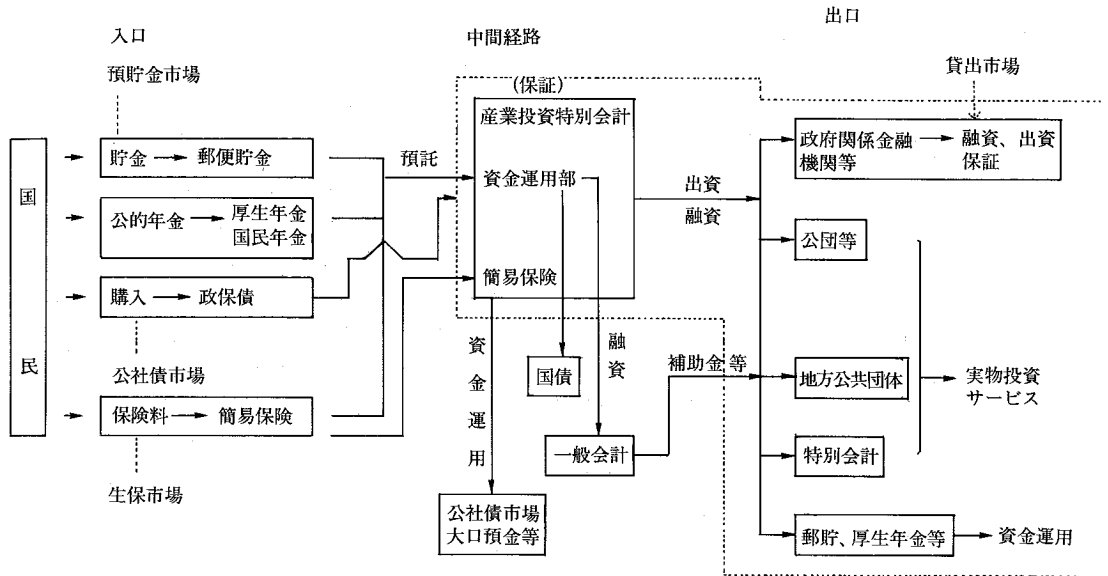 入口
中間経路
出口
預貯金市場
貸出市場
国民
貯金
郵便貯金
公的年金
厚生年金
国民年金
購入
政保債
公社債市場
保険料
簡易保険
生保市場
預託
(保証)
産業投資特別会計
資金運用部
簡易保険
資金運用
公社債市場
大口預金等
国債
融資
一般会計
補助金等
出資
融資
政府関係金融
機関等
融資、出資
保証
公団等
地方公共団体
特別会計
実物投資
サービス
郵貯、厚生年金等
資金運用